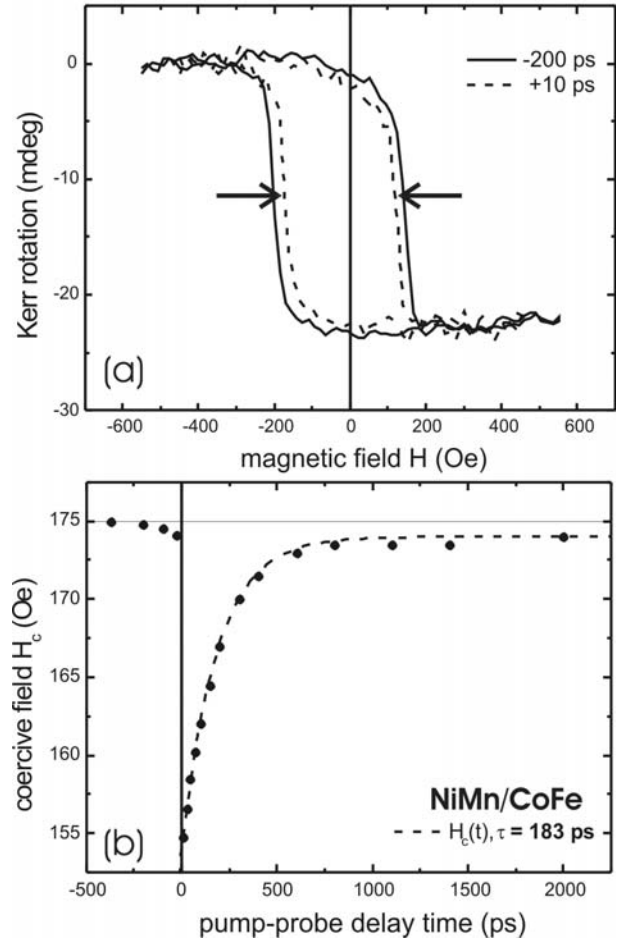 0
-10
-20
-30
Kerr rotation (mdeg)
-200 ps
+10 ps
(a)
-600 -400 -200 0 200 400 600
magnetic field H (Oe)
175
170
165
160
155
coercive field Hc (Oe)
NiMn/CoFe
Hc(t), τ = 183 ps
(b)
-500 0 500 1000 1500 2000
pump-probe delay time (ps)